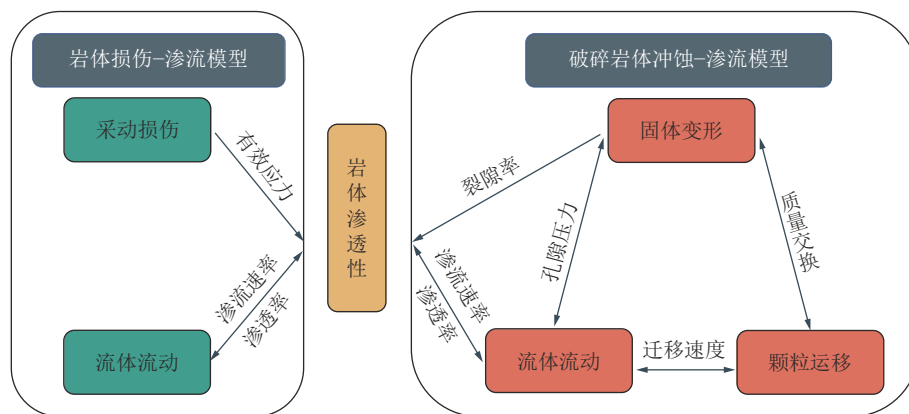 岩体损伤–渗流模型
采动损伤
有效应力
渗流速率
渗透率
流体流动
岩体渗透性
破碎岩体冲蚀–渗流模型
固体变形
裂隙率
孔隙压力
质量交换
渗流速率
渗透率
流体流动
迁移速度
颗粒运移